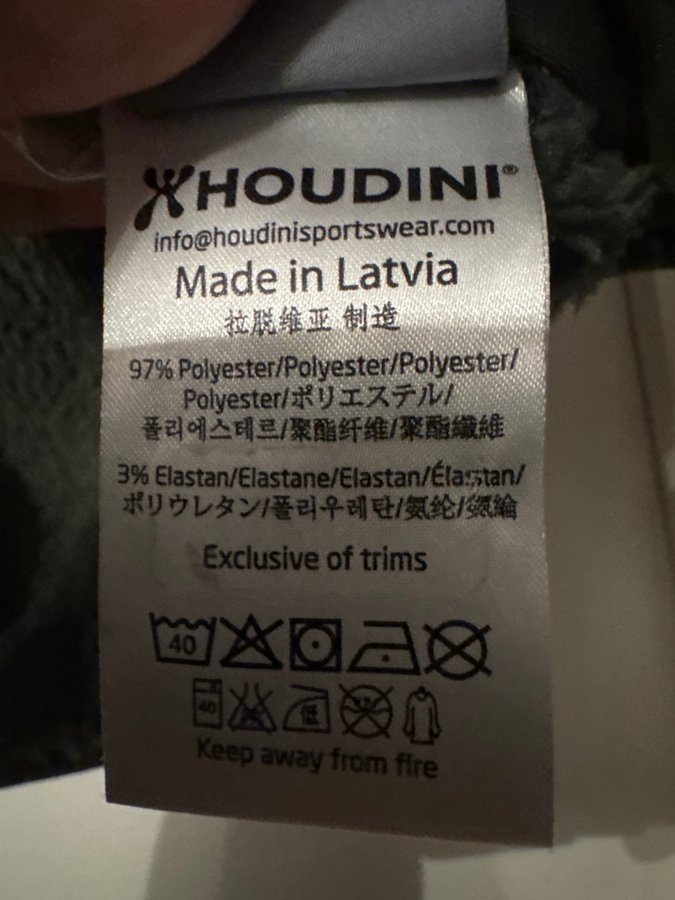 HOUDINI®
info@houdinisportswear.com
Made in Latvia
拉脱维亚 制造
97% Polyester/Polyester/Polyester/
Polyester/ポリエステル/
폴리에스테르/聚酯纤维/聚酯纖維
3% Elastan/Elastane/Elastan/Élastan/
ポリウレタン/폴리우레탄/氨纶/氨綸
Exclusive of trims
40
40 低
Keep away from fire